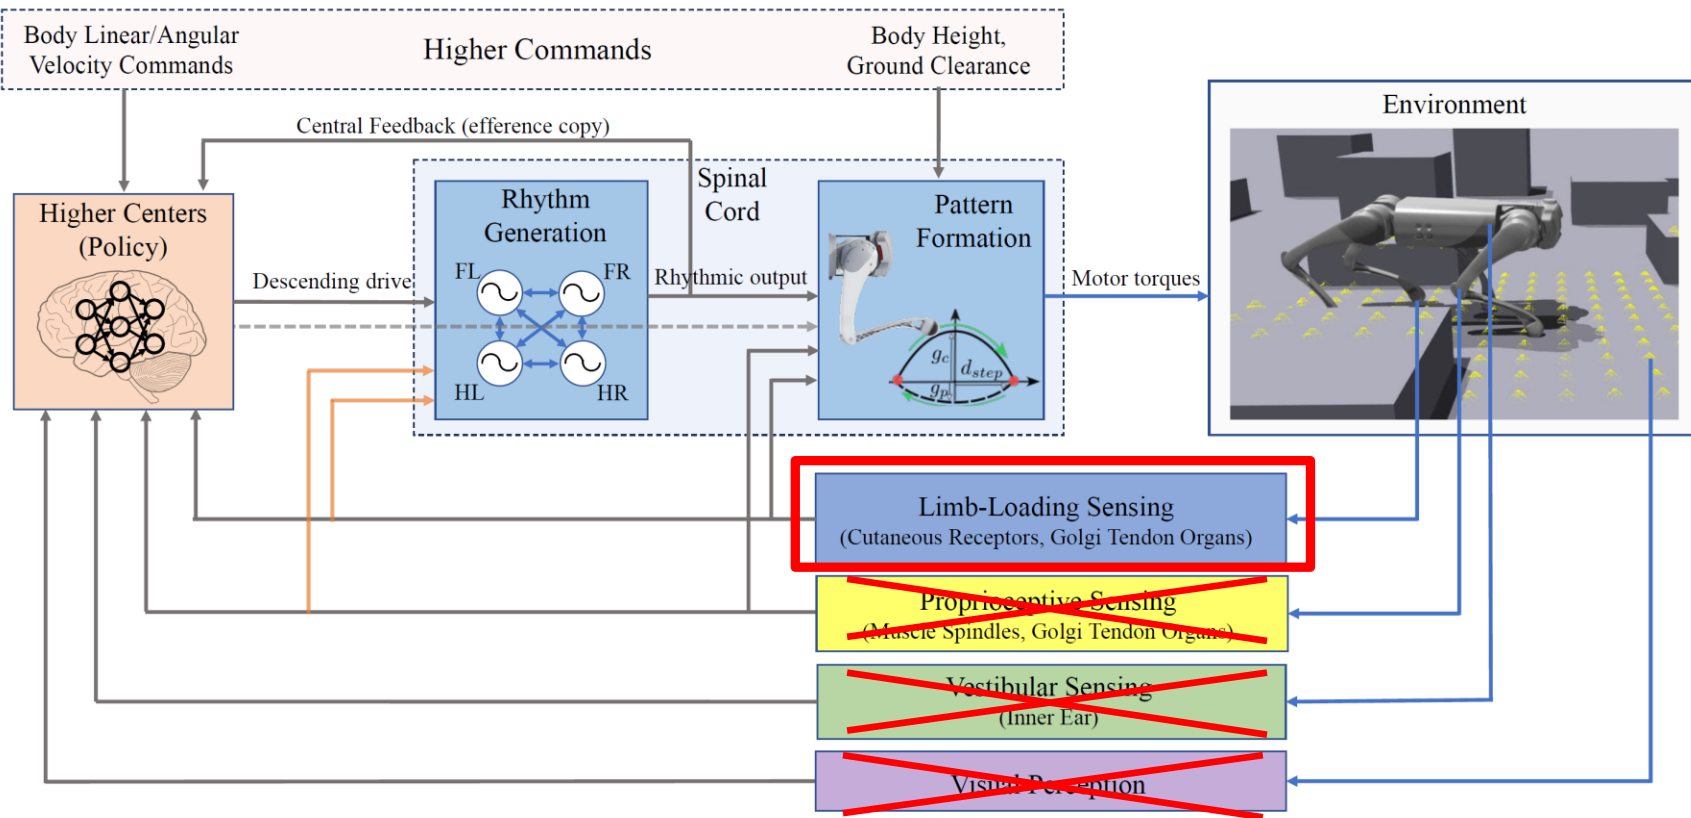 Body Linear/Angular
Velocity Commands
Higher Commands
Body Height,
Ground Clearance
Environment
Central Feedback (efference copy)
Spinal
Cord
Higher Centers
(Policy)
Rhythm
Generation
Pattern
Formation
Descending drive
FL
FR
Rhythmic output
Motor torques
HL
HR
g_c
d_step
g_p
Limb-Loading Sensing
(Cutaneous Receptors, Golgi Tendon Organs)
Proprioceptive Sensing
(Muscle Spindles, Golgi Tendon Organs)
Vestibular Sensing
(Inner Ear)
Visual Perception